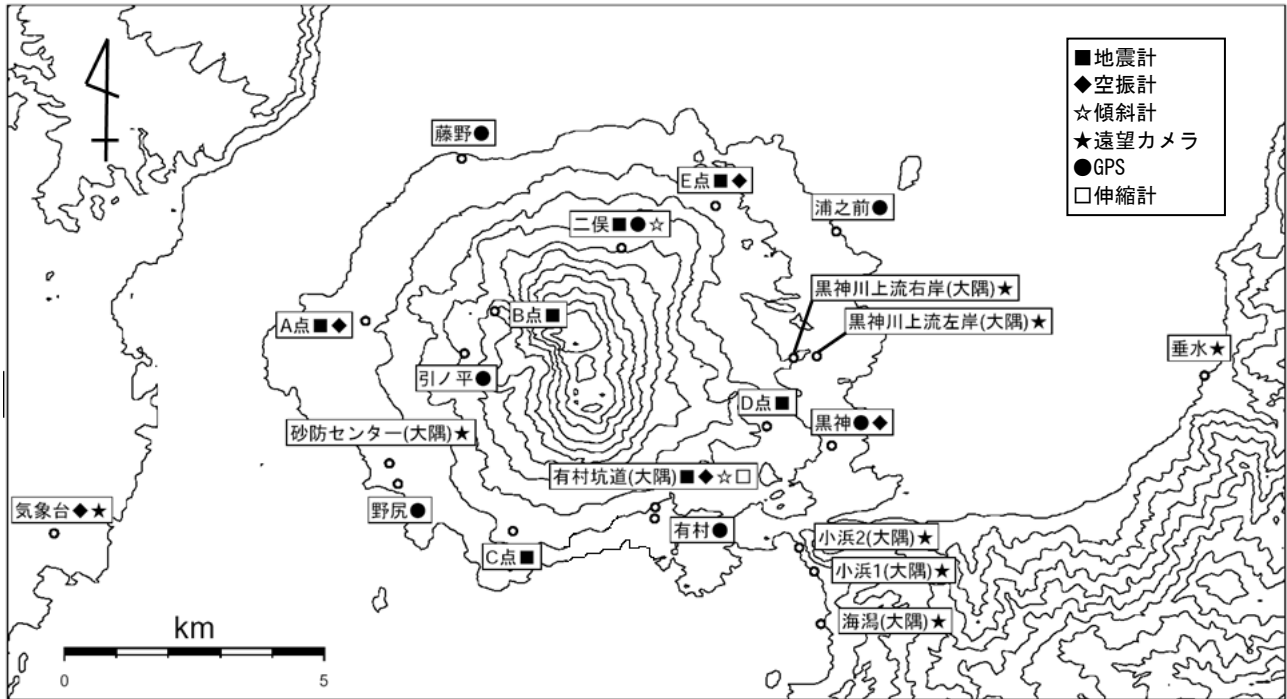 ■地震計
◆空振計
☆傾斜計
★遠望カメラ
●GPS
□伸縮計
藤野●
E点■◆
浦之前●
二俣■●☆
黒神川上流右岸(大隅)★
A点■◆
B点■
黒神川上流左岸(大隅)★
垂水★
引ノ平●
D点■
黒神●◆
砂防センター(大隅)★
有村坑道(大隅)■◆☆□
気象台◆★
野尻●
有村●
小浜2(大隅)★
C点■
小浜1(大隅)★
海潟(大隅)★
km
0 5